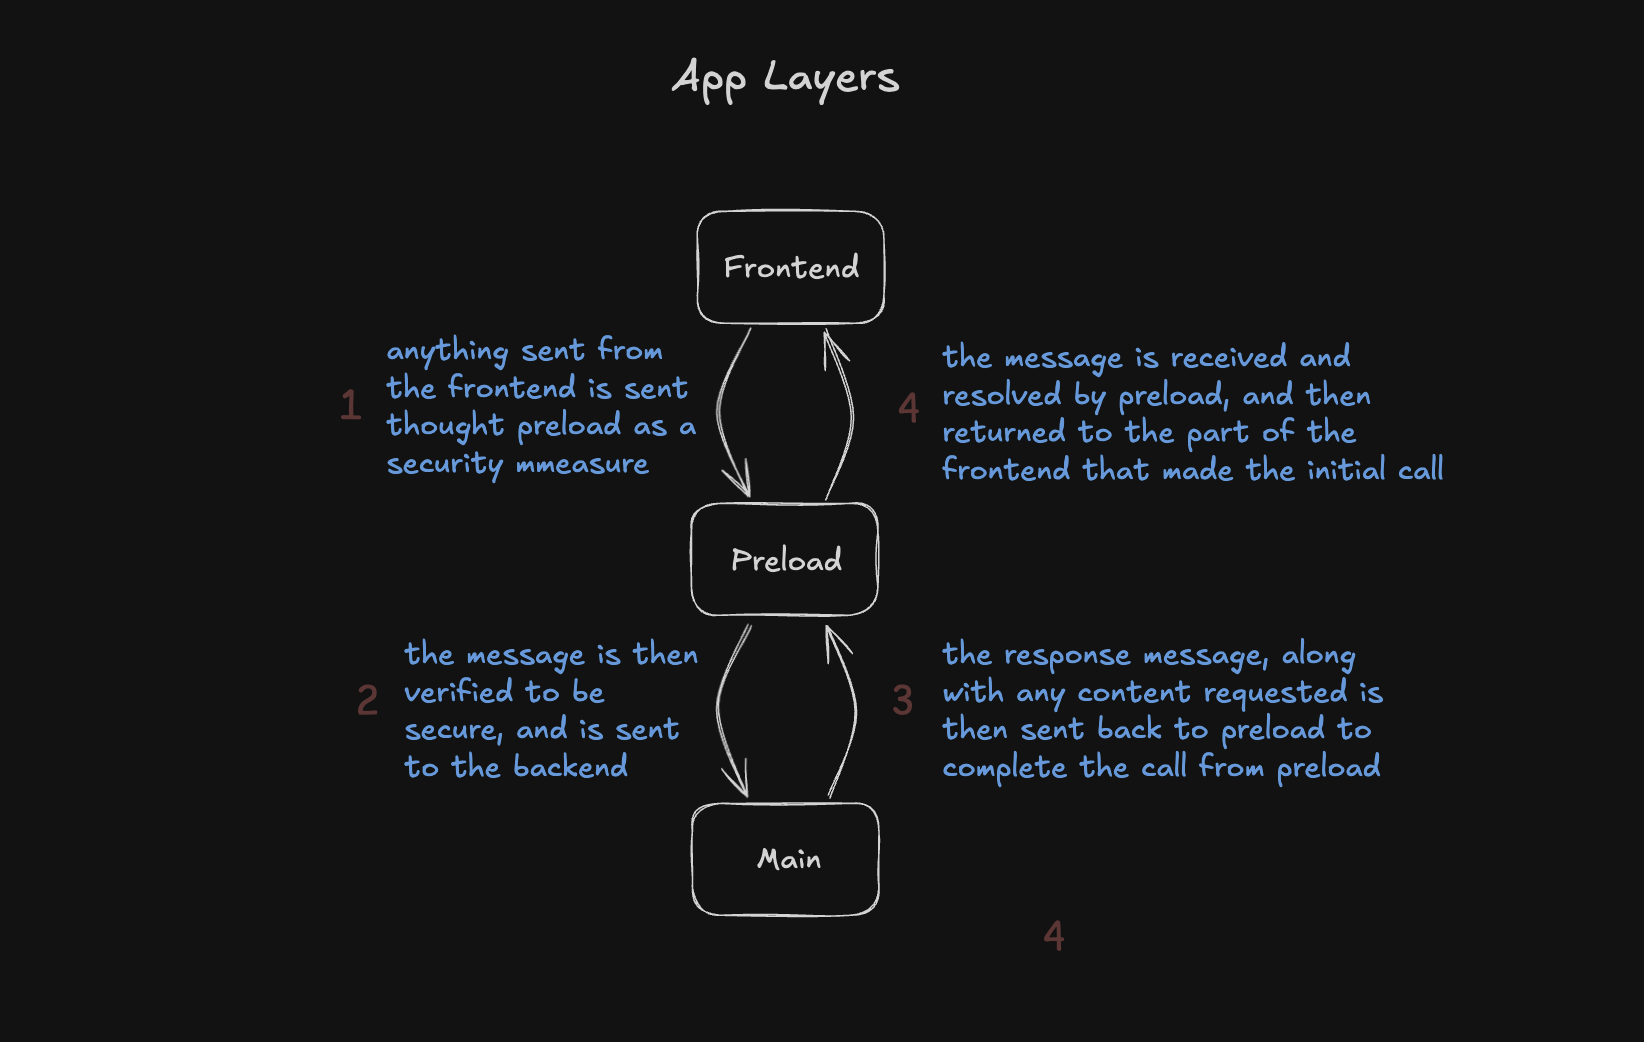 App Layers
Frontend
1
anything sent from
the frontend is sent
thought preload as a
security mmeasure
4
the message is received and
resolved by preload, and then
returned to the part of the
frontend that made the initial call
Preload
2
the message is then
verified to be
secure, and is sent
to the backend
3
the response message, along
with any content requested is
then sent back to preload to
complete the call from preload
Main
4